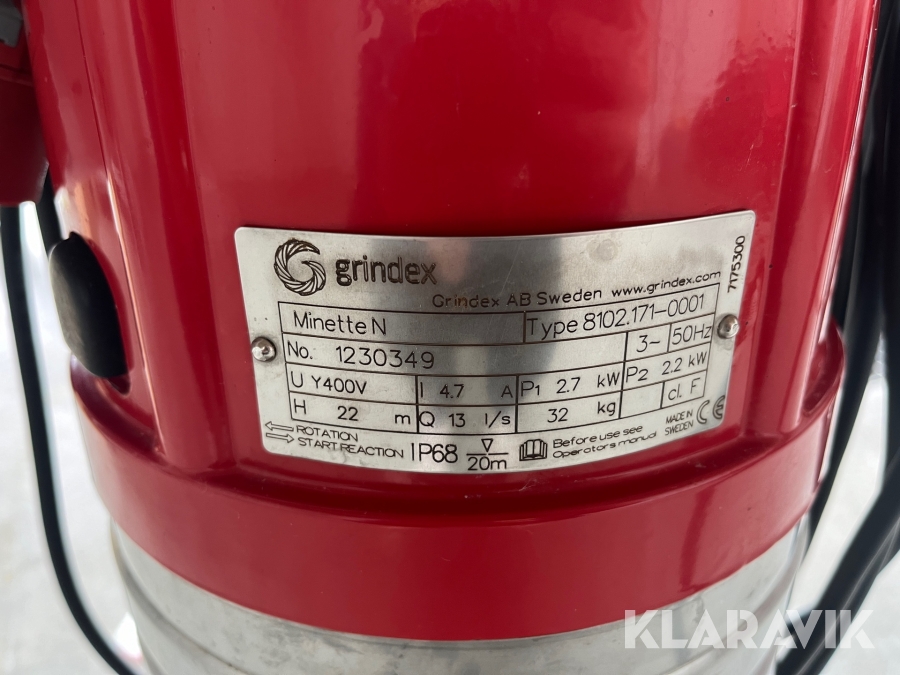 grindex
Grindex AB Sweden www.grindex.com
7175300
Minette N Type 8102.171-0001
No. 1230349 3~ 50Hz
U Y400V I 4.7 A P1 2.7 kW P2 2.2 kW
H 22 m Q 13 l/s 32 kg cl. F
ROTATION
START REACTION
IP68 20m
Before use see
Operators manual
MADE IN
SWEDEN
CE
KLARAVIK